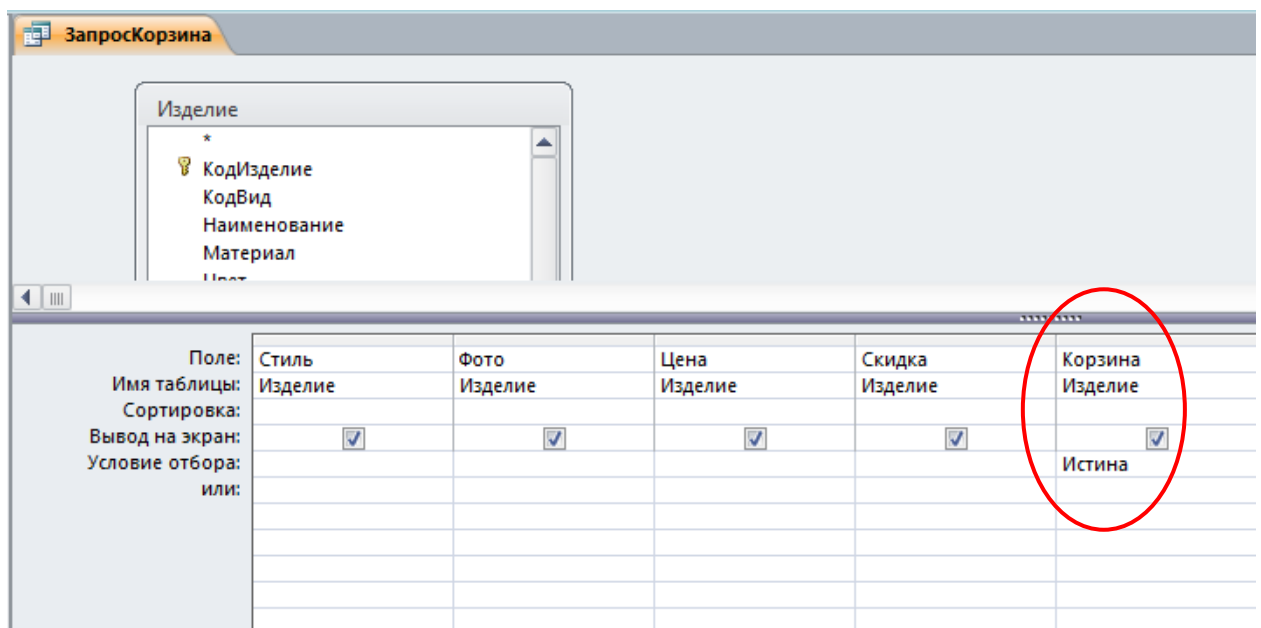 ЗапросКорзина
Изделие
*
КодИзделие
КодВид
Наименование
Материал
Цвет
Поле: Стиль Фото Цена Скидка Корзина
Имя таблицы: Изделие Изделие Изделие Изделие Изделие
Сортировка:
Вывод на экран:
Условие отбора: Истина
или: